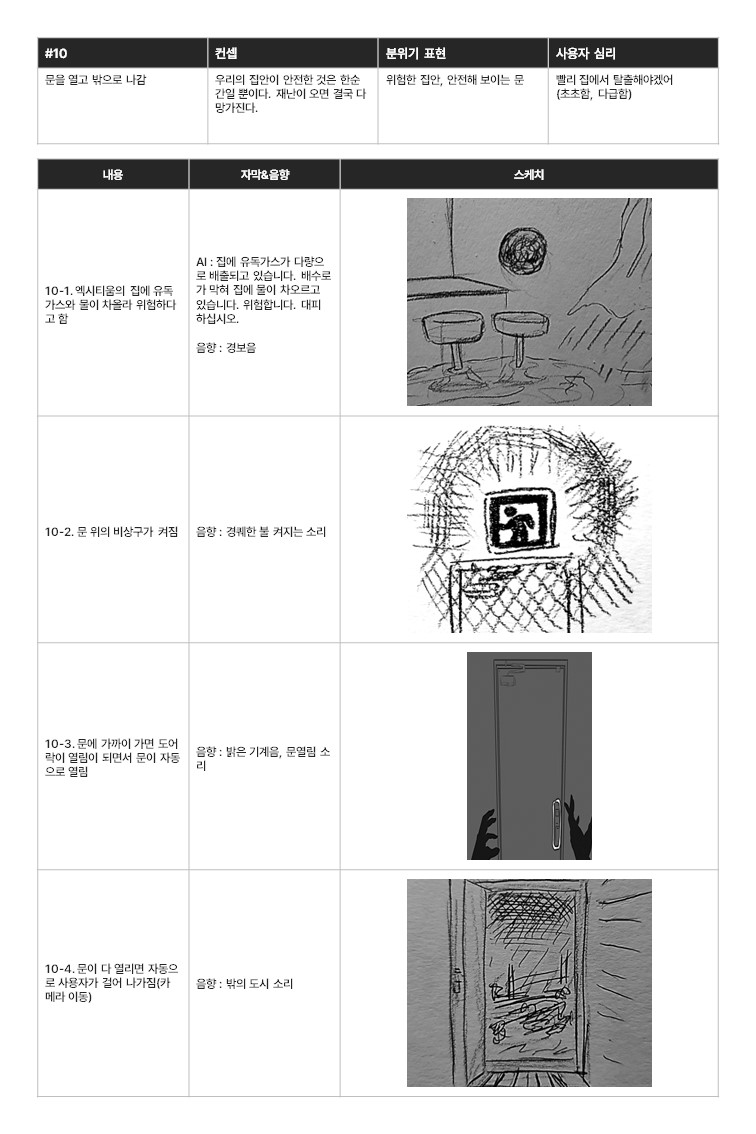 #10
컨셉
분위기 표현
사용자 심리
문을 열고 밖으로 나감
우리의 집안이 안전한 것은 한순
간일 뿐이다. 재난이 오면 결국 다
망가진다.
위험한 집안, 안전해 보이는 문
빨리 집에서 탈출해야겠어
(초초함, 다급함)
내용
자막&음향
스케치
10-1. 엑시티움의 집에 유독
가스와 물이 차올라 위험하다
고 함
AI : 집에 유독가스가 다량으
로 배출되고 있습니다. 배수로
가 막혀 집에 물이 차오르고
있습니다. 위험합니다. 대피
하십시오.
음향 : 경보음
10-2. 문 위의 비상구가 켜짐
음향 : 경쾌한 불 켜지는 소리
10-3. 문에 가까이 가면 도어
락이 열림이 되면서 문이 자동
으로 열림
음향 : 밝은 기계음, 문열림 소
리
10-4. 문이 다 열리면 자동으
로 사용자가 걸어 나가짐(카
메라 이동)
음향 : 밖의 도시 소리